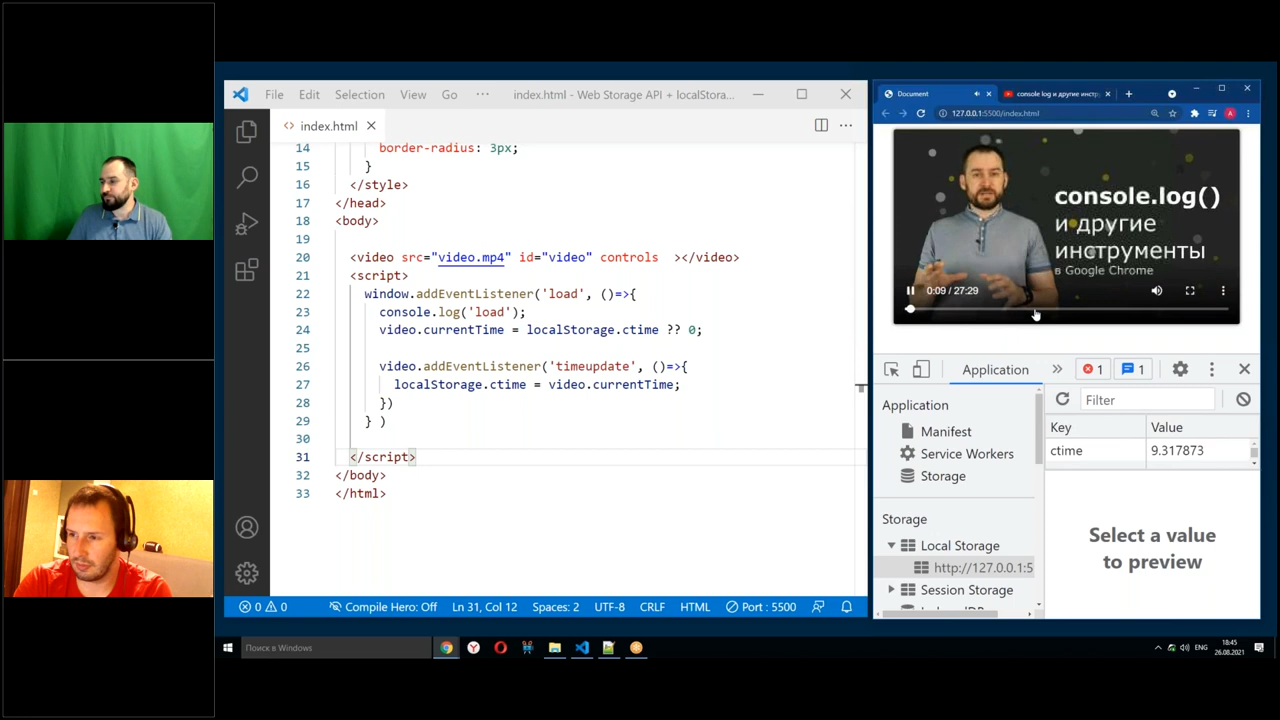 File Edit Selection View Go ··· index.html - Web Storage API + localStora...
index.html
14 border-radius: 3px;
15 }
16 </style>
17 </head>
18 <body>
19
20 <video src="video.mp4" id="video" controls ></video>
21 <script>
22 window.addEventListener('load', ()=>{
23 console.log('load');
24 video.currentTime = localStorage.ctime ?? 0;
25
26 video.addEventListener('timeupdate', ()=>{
27 localStorage.ctime = video.currentTime;
28 })
29 } )
30
31 </script>
32 </body>
33 </html>
0 0 Compile Hero: Off Ln 31, Col 12 Spaces: 2 UTF-8 CRLF HTML Port : 5500
Document
console log и другие инстр
127.0.0.1:5500/index.html
A
console.log()
и другие
инструменты
в Google Chrome
0:09 / 27:29
Application » 1 1
Application
Manifest
Service Workers
Storage
Storage
Local Storage
http://127.0.0.1:5
Session Storage
Filter
Key Value
ctime 9.317873
Select a value
to preview
Поиск в Windows
ENG
18:45
26.08.2021